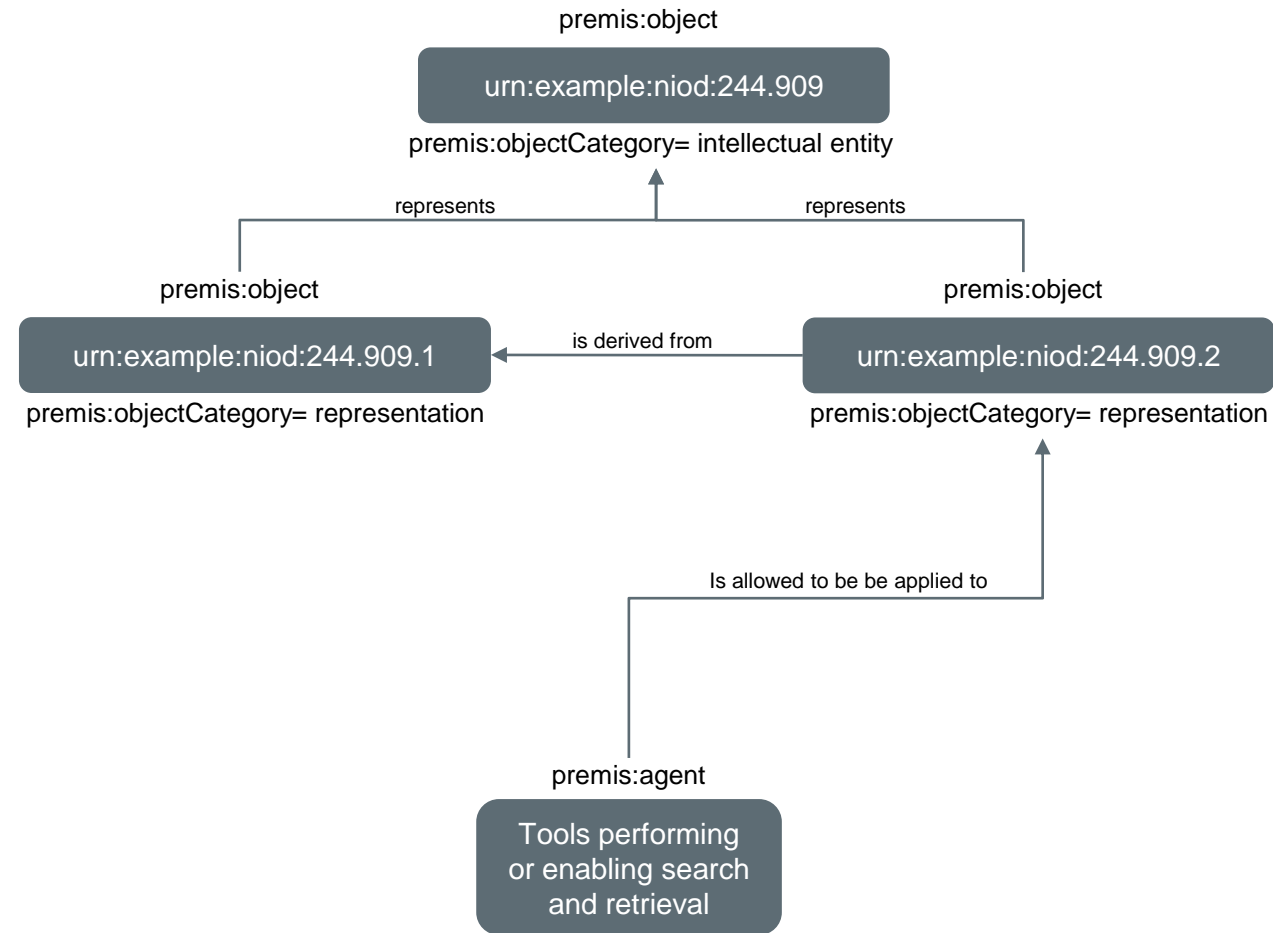 premis:object
urn:example:niod:244.909
premis:objectCategory= intellectual entity
represents
represents
premis:object
premis:object
urn:example:niod:244.909.1
is derived from
urn:example:niod:244.909.2
premis:objectCategory= representation
premis:objectCategory= representation
Is allowed to be be applied to
premis:agent
Tools performing
or enabling search
and retrieval